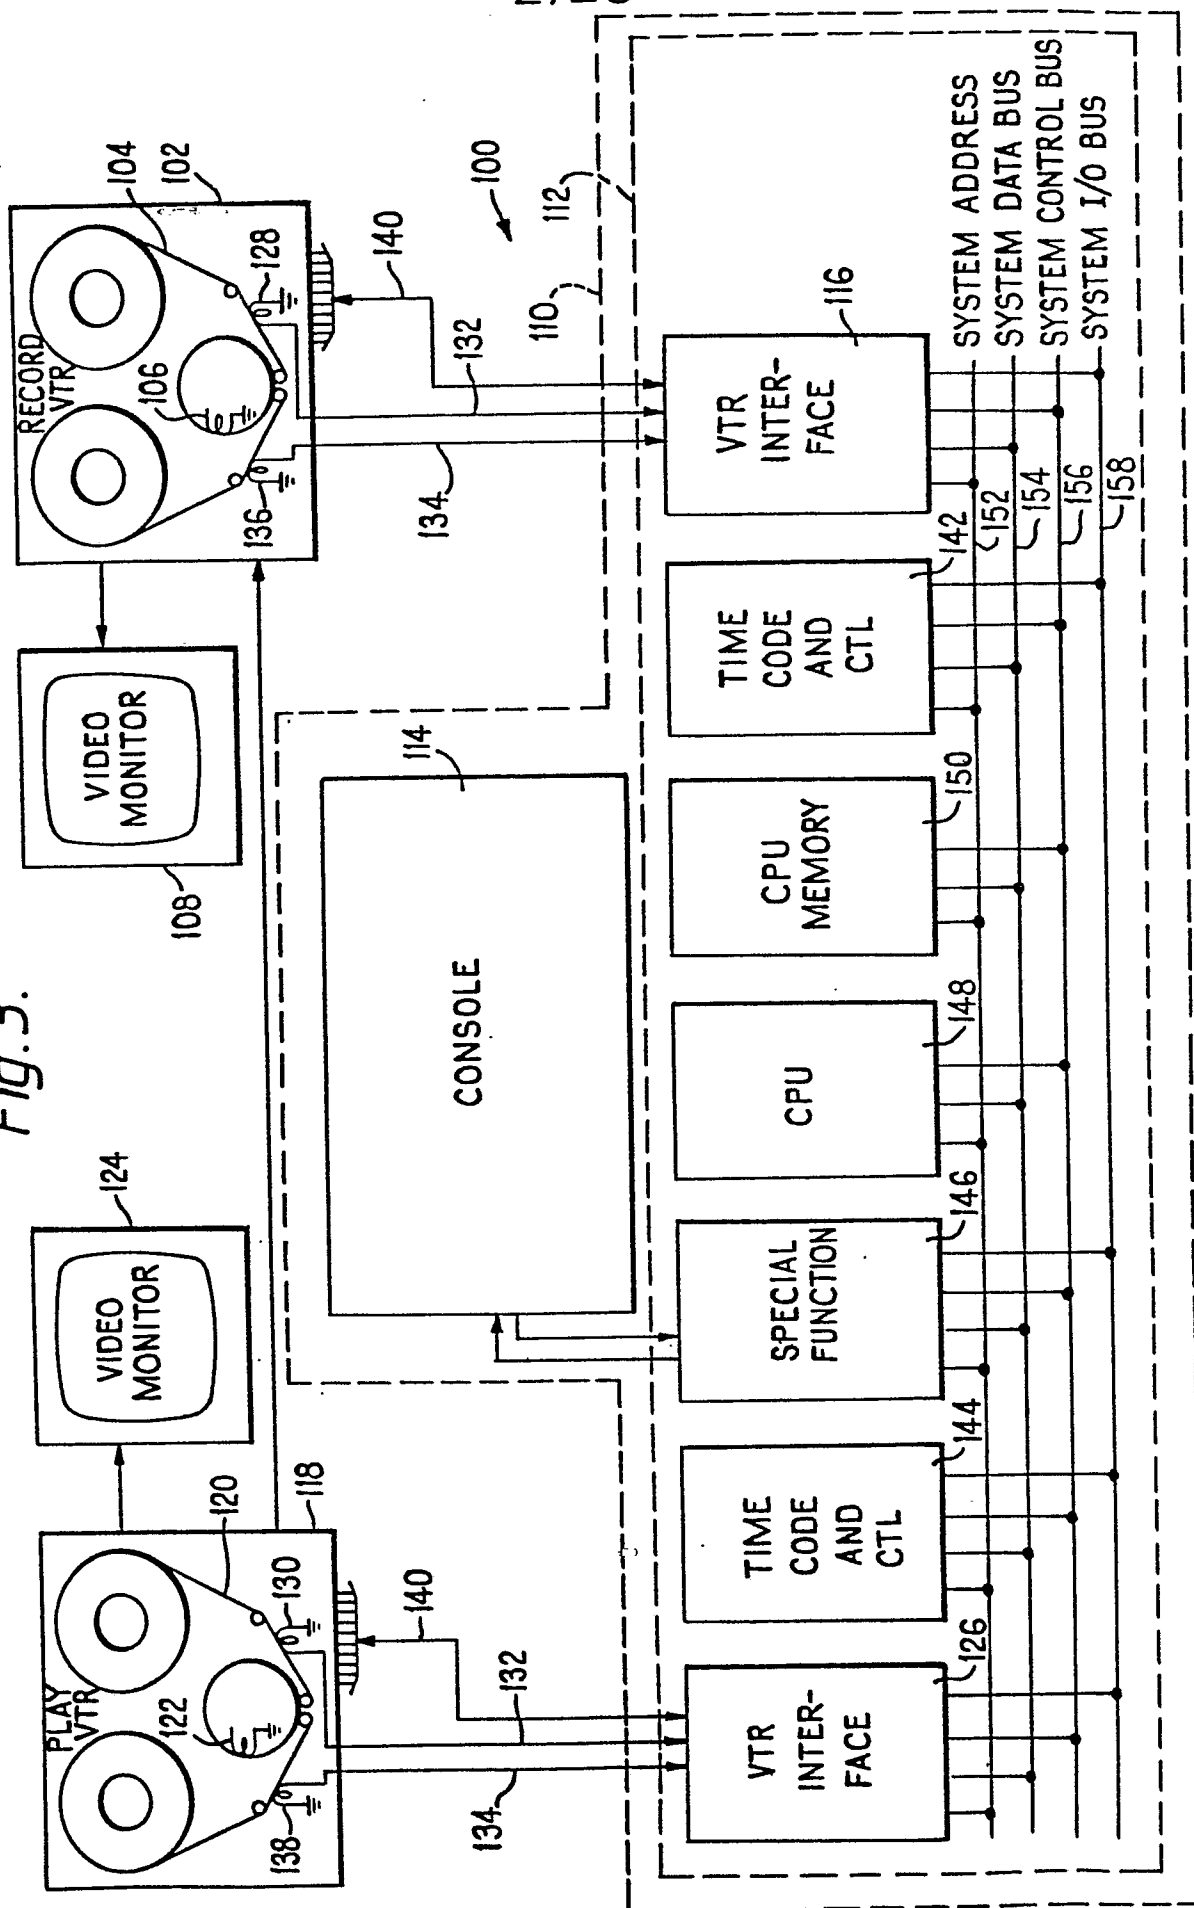 Fig. 3.
PLAY
VTR
122
120
118
130
138
VIDEO
MONITOR
124
VIDEO
MONITOR
108
RECORD
VTR
106
104
102
128
136
140
132
134
140
132
134
100
110
112
CONSOLE
114
VTR
INTER-
FACE
126
TIME
CODE
AND
CTL
144
SPECIAL
FUNCTION
146
CPU
148
CPU
MEMORY
150
TIME
CODE
AND
CTL
142
VTR
INTER-
FACE
116
152
154
156
158
SYSTEM ADDRESS
SYSTEM DATA BUS
SYSTEM CONTROL BUS
SYSTEM I/O BUS